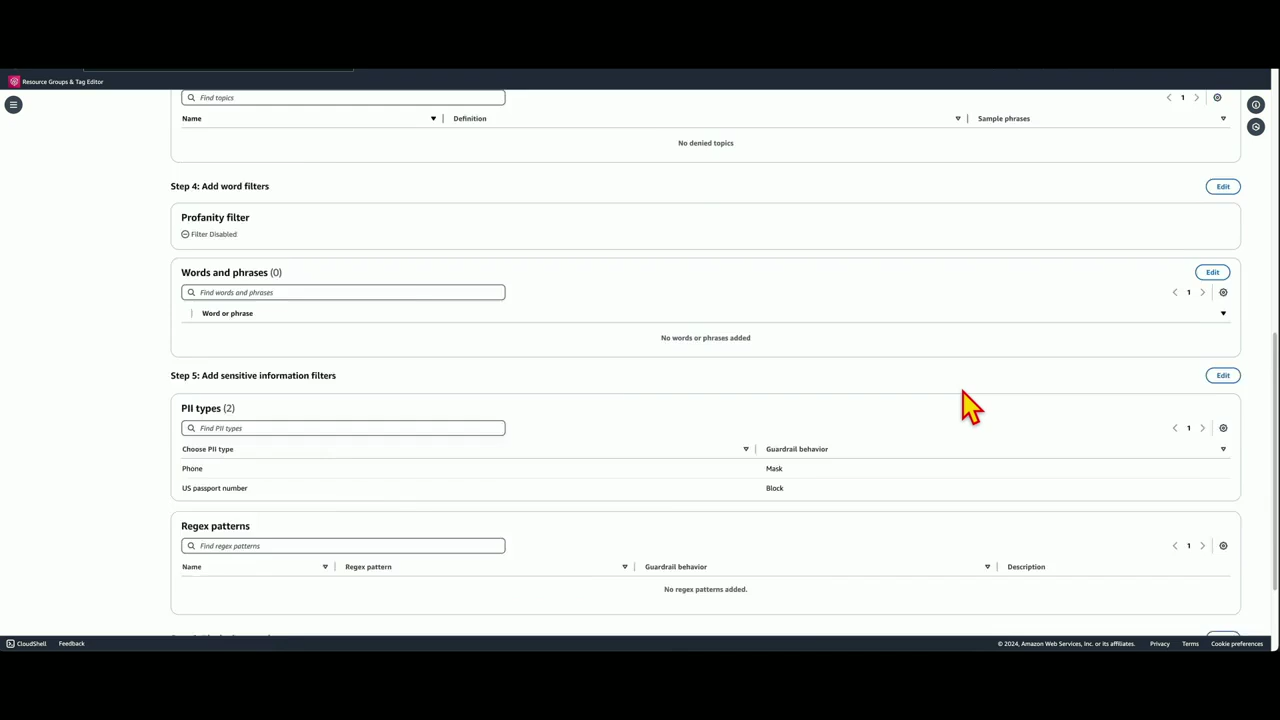 Resource Groups & Tag Editor
Find topics
1
Name Definition Sample phrases
No denied topics
Step 4: Add word filters Edit
Profanity filter
Filter Disabled
Words and phrases (0) Edit
Find words and phrases 1
Word or phrase
No words or phrases added
Step 5: Add sensitive information filters Edit
PII types (2)
Find PII types 1
Choose PII type Guardrail behavior
Phone Mask
US passport number Block
Regex patterns
Find regex patterns 1
Name Regex pattern Guardrail behavior Description
No regex patterns added.
CloudShell Feedback © 2024, Amazon Web Services, Inc. or its affiliates. Privacy Terms Cookie preferences